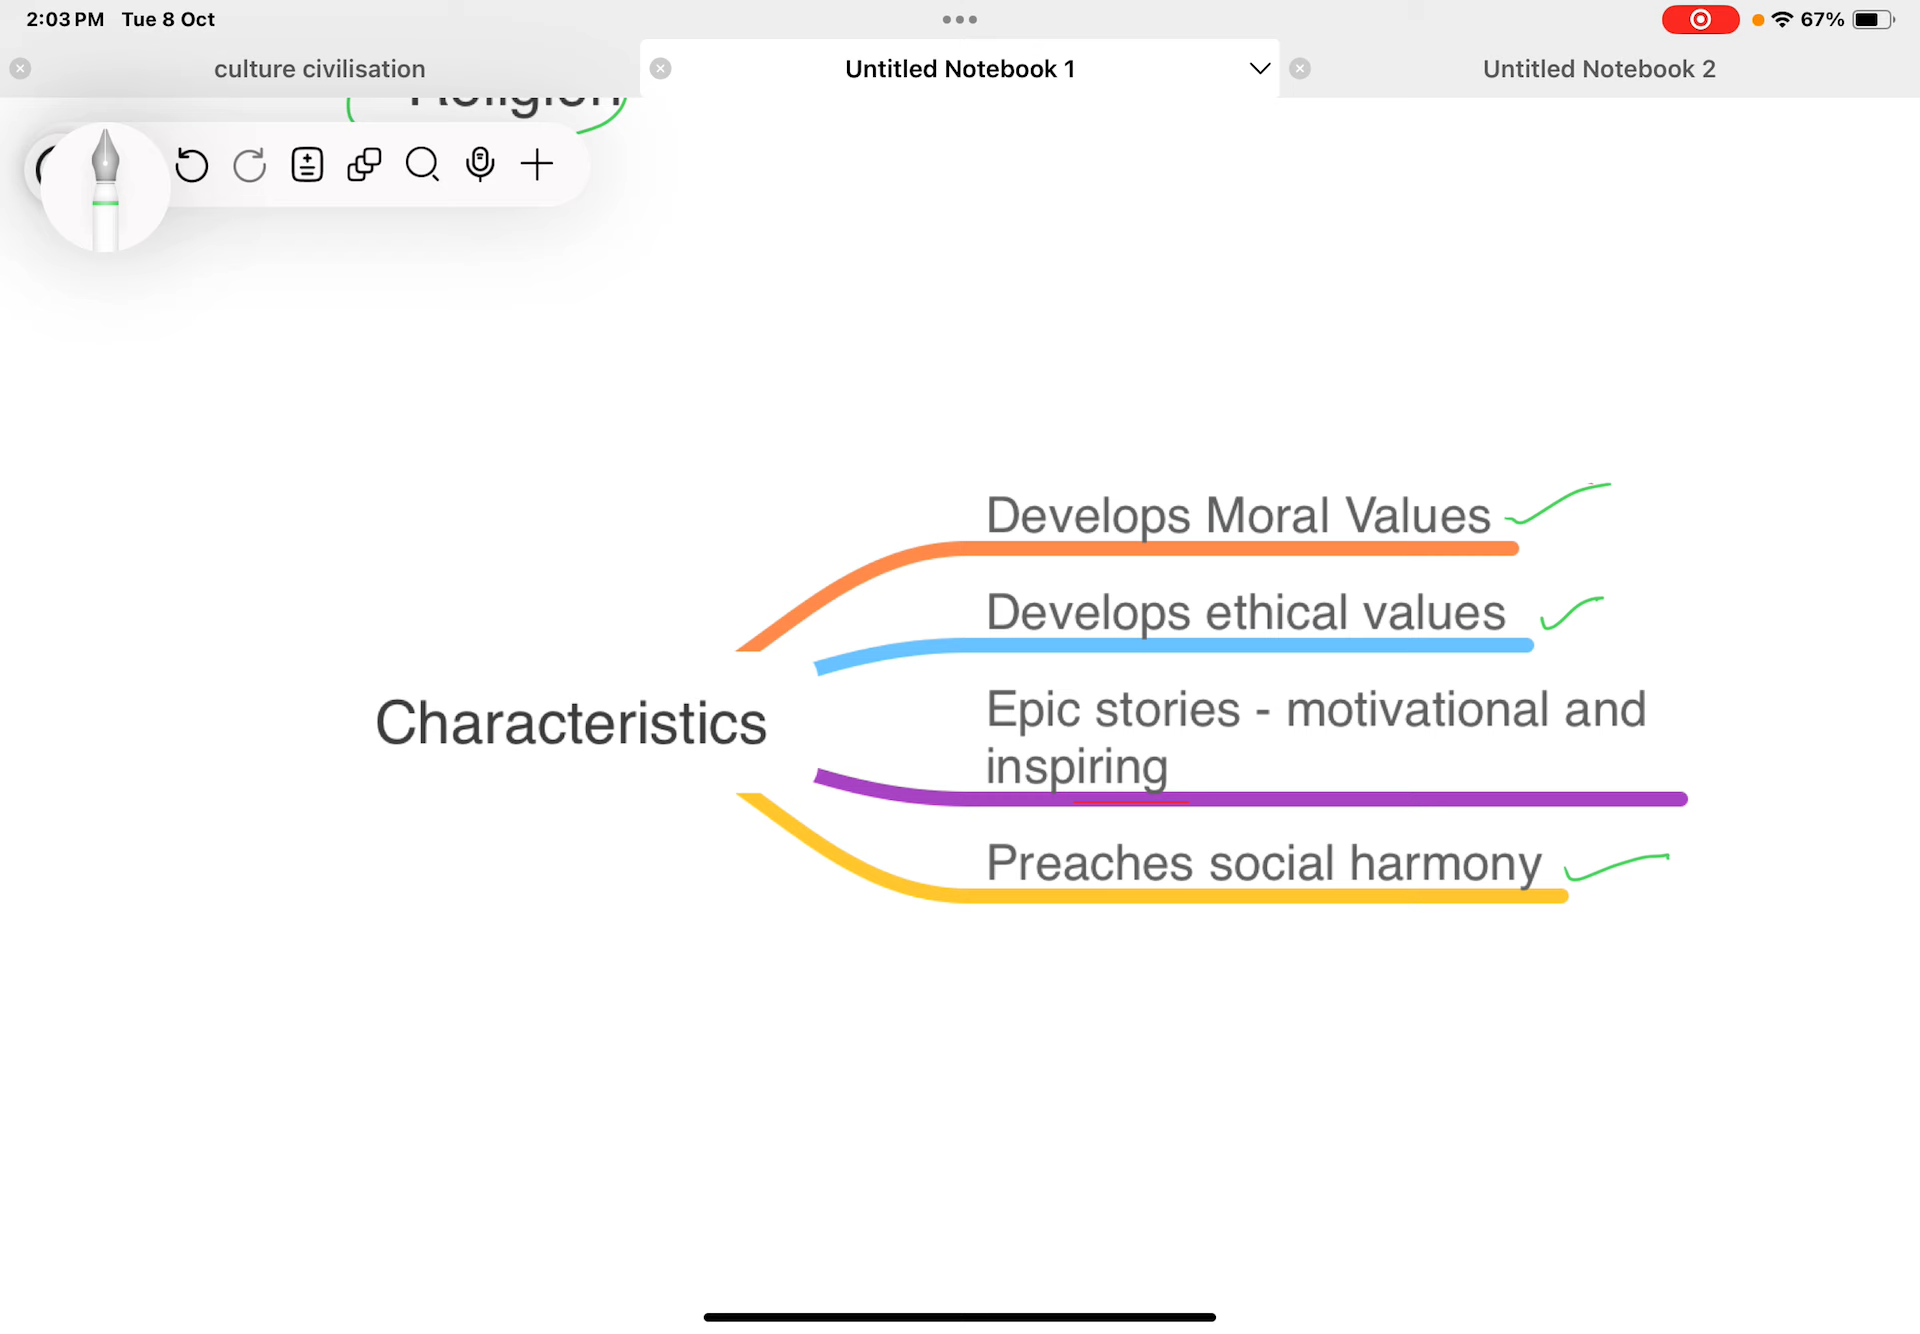 2:03 PM Tue 8 Oct
67%
culture civilisation
Untitled Notebook 1
Untitled Notebook 2
Religion
Develops Moral Values
Develops ethical values
Epic stories - motivational and
inspiring
Characteristics
Preaches social harmony